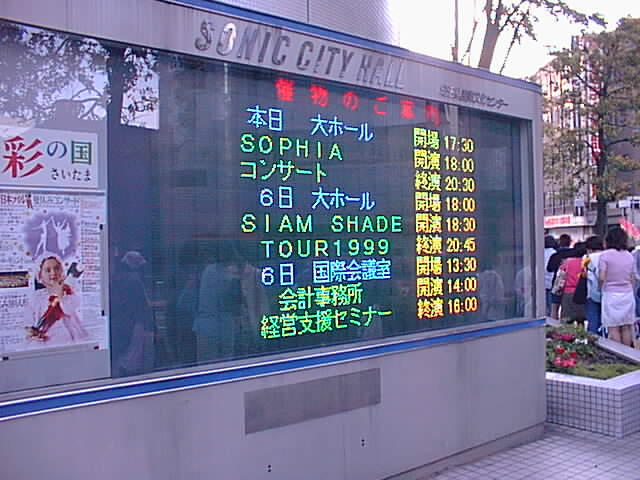 SONIC CITY HALL
催物のご案内
本日 大ホール
SOPHIA
コンサート
開場 17:30
開演 18:00
終演 20:30
6日 大ホール
SIAM SHADE
TOUR1999
開場 18:00
開演 18:30
終演 20:45
6日 国際会議室
会計事務所
経営支援セミナー
開場 13:30
開演 14:00
終演 16:00
彩の国
さいたま